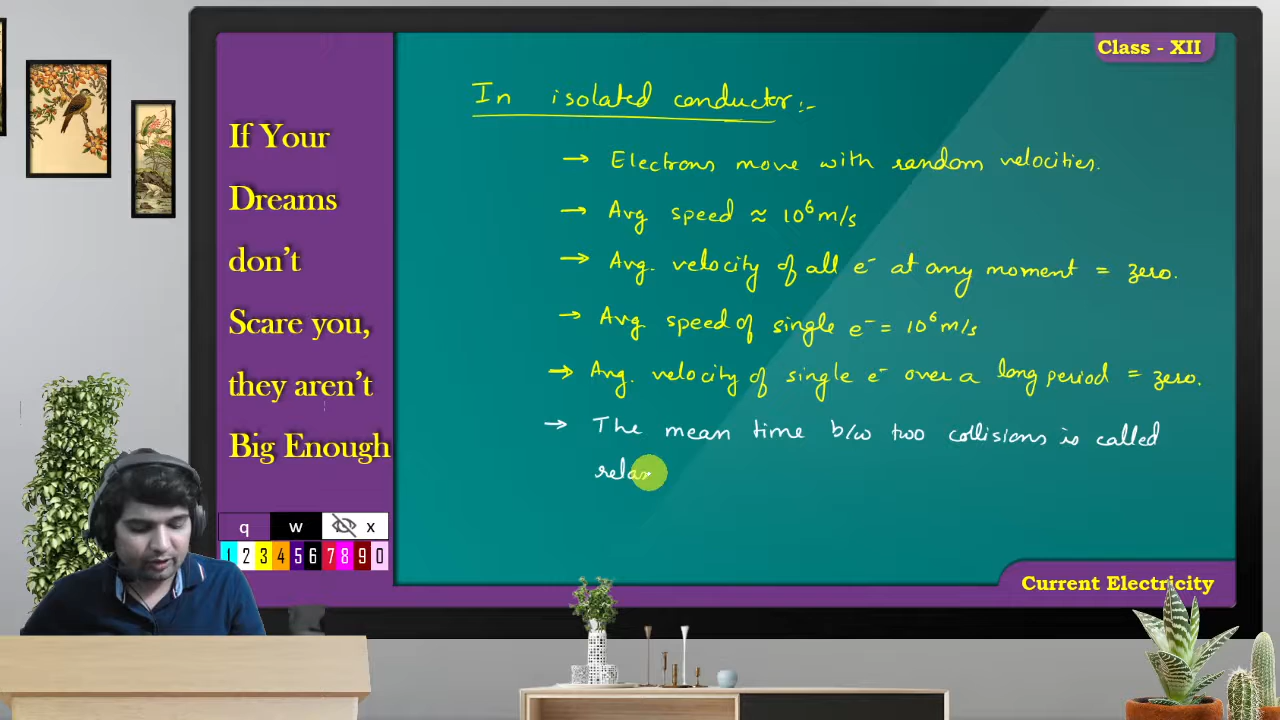 Class - XII
If Your
Dreams
don't
Scare you,
they aren't
Big Enough
In isolated conductor :-
→ Electrons move with random velocities.
→ Avg speed ≈ 10⁶ m/s
→ Avg. velocity of all e⁻ at any moment = zero.
→ Avg speed of single e⁻ = 10⁶ m/s
→ Avg. velocity of single e⁻ over a long period = zero.
→ The mean time b/w two collisions is called
relax
q w x
1 2 3 4 5 6 7 8 9 0
Current Electricity